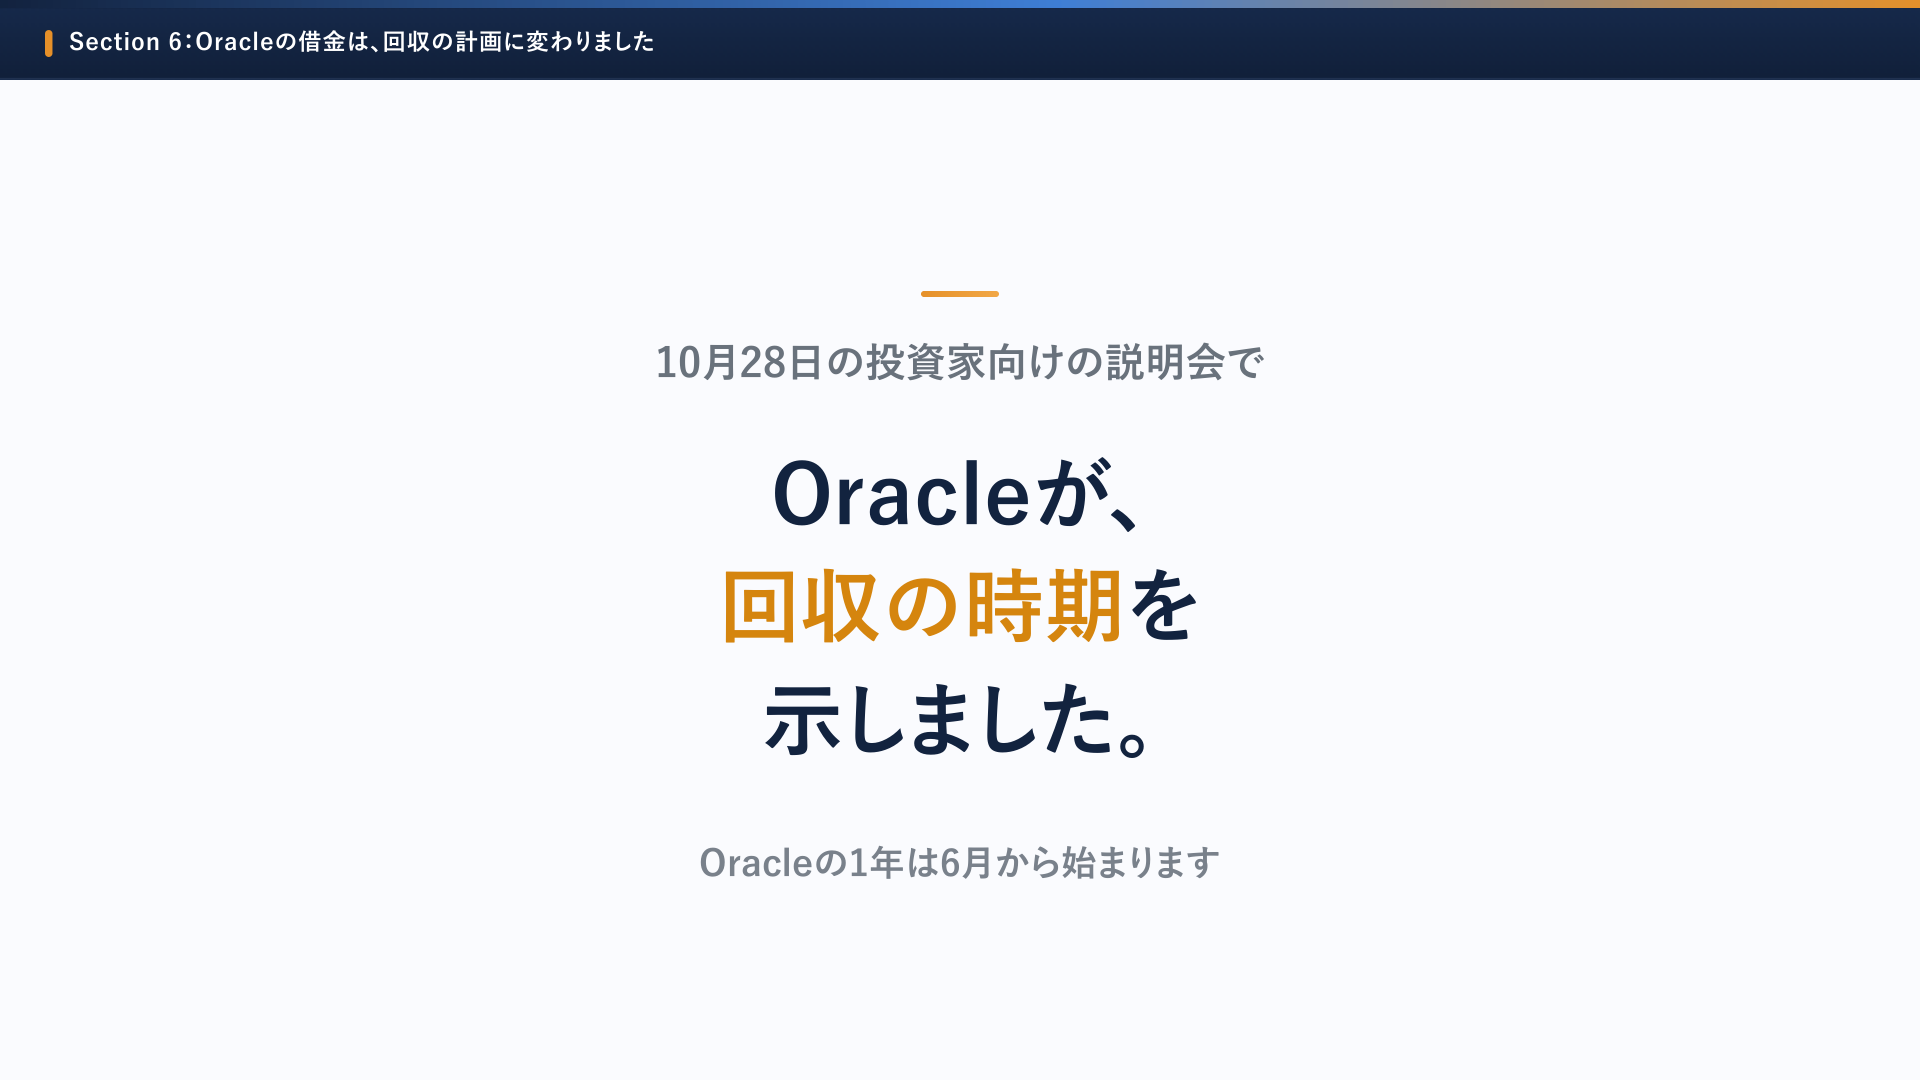 Section 6：Oracleの借金は、回収の計画に変わりました
10月28日の投資家向けの説明会で
Oracleが、
回収の時期を
示しました。
Oracleの1年は6月から始まります